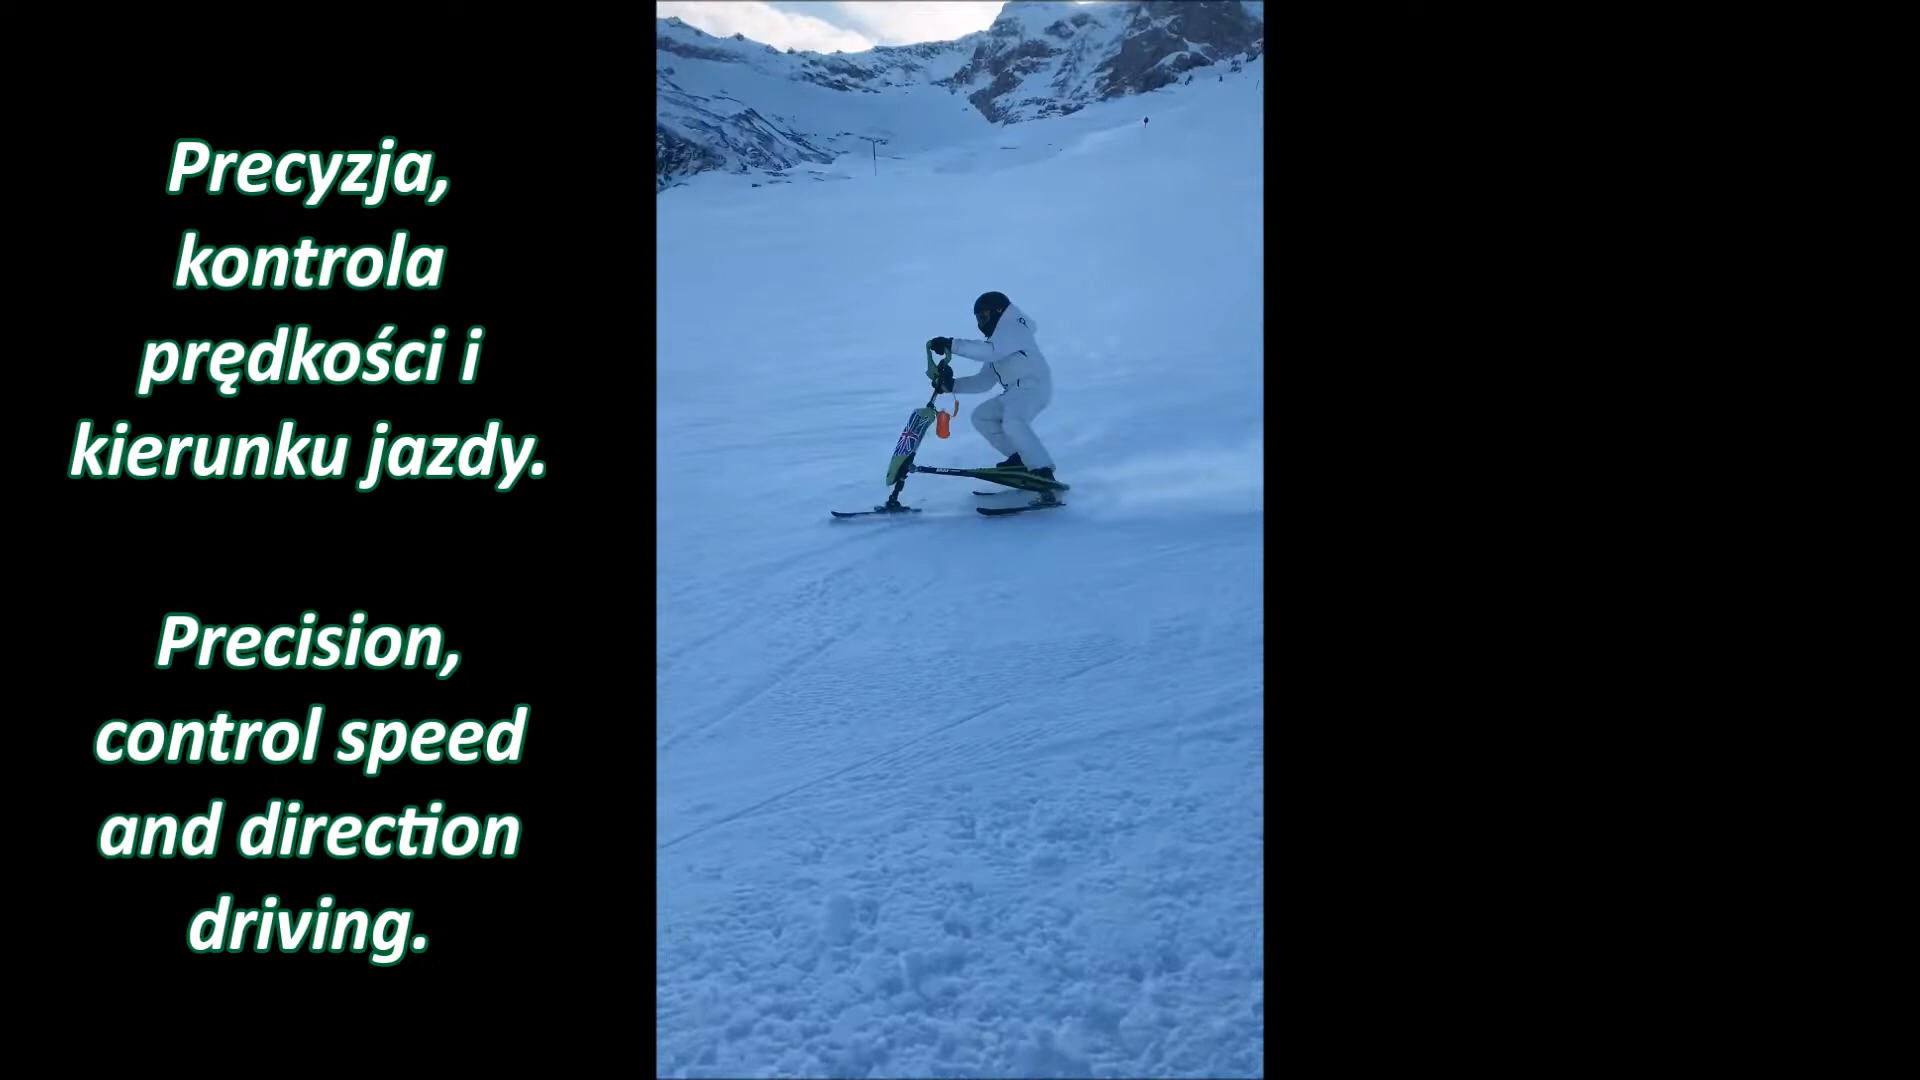 Precyzja,
kontrola
prędkości i
kierunku jazdy.
Precision,
control speed
and direction
driving.